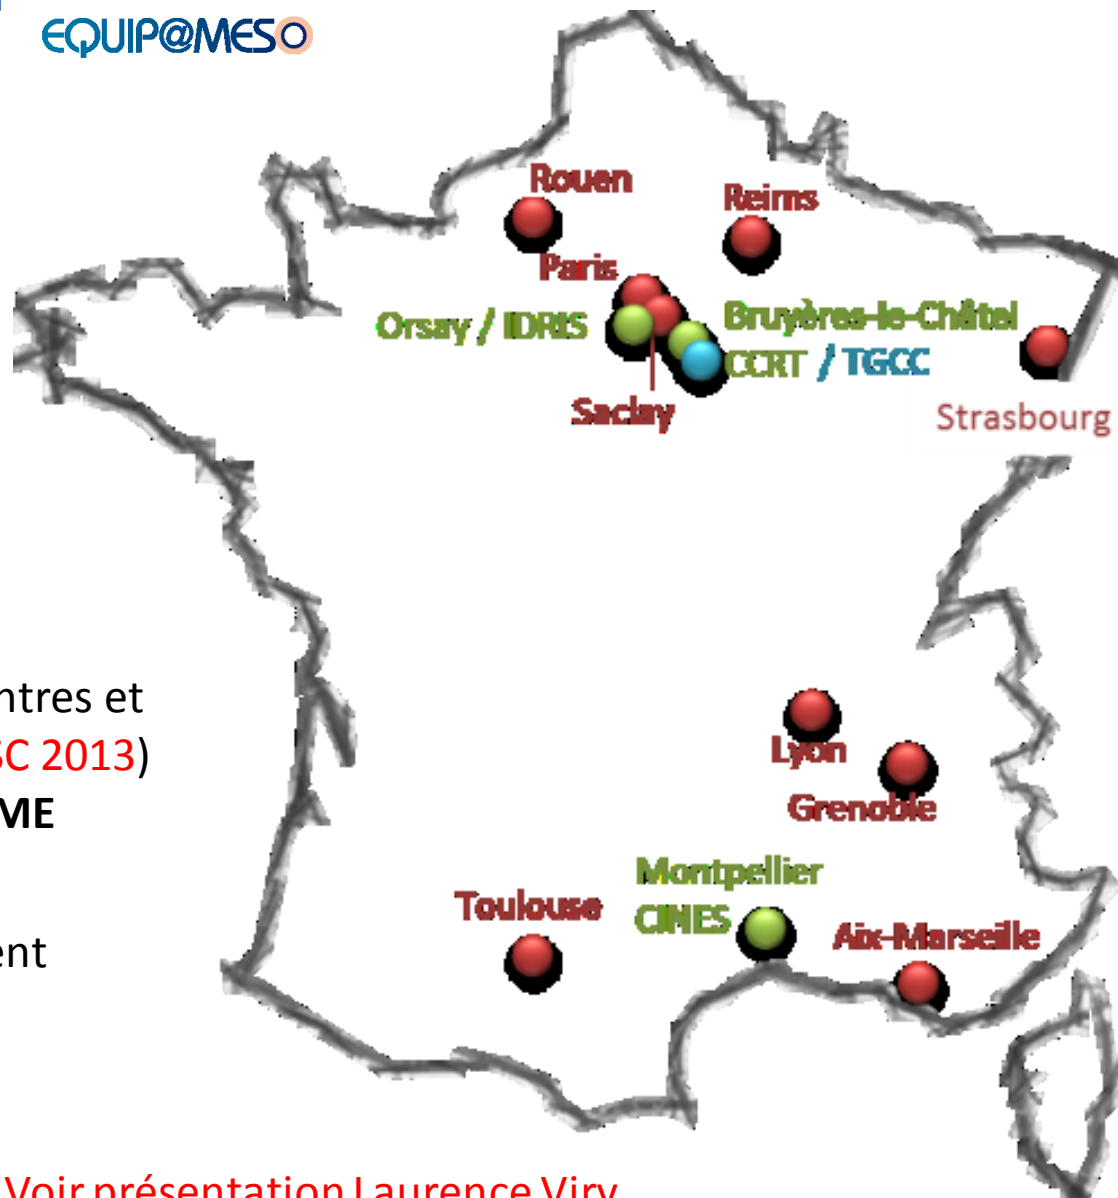 EQUIP@MESO
Rouen
Reims
Paris
Orsay / IDRIS
Bruyères-le-Châtel
CCRT / TGCC
Saclay
Strasbourg
ntres et
SC 2013)
ME
Lyon
Grenoble
Montpellier
CINES
Toulouse
Aix-Marseille
ent
Voir présentation Laurence Viry